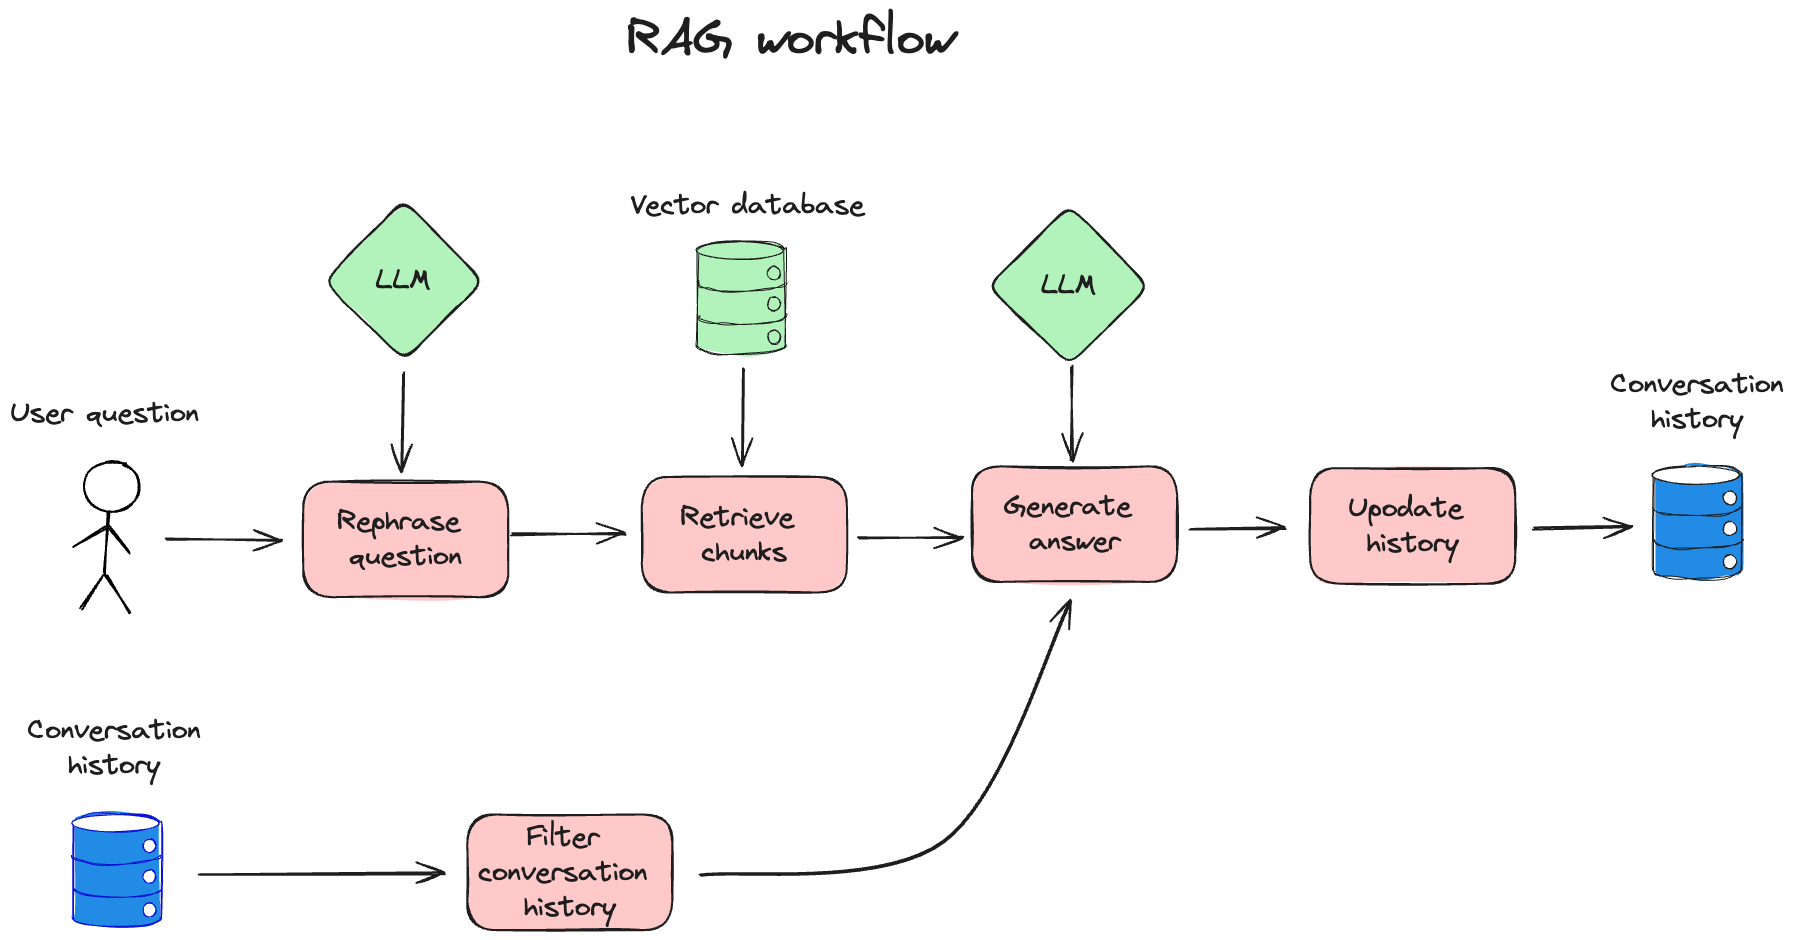 RAG workflow
Vector database
LLM
LLM
Conversation
history
User question
Rephrase
question
Retrieve
chunks
Generate
answer
Upodate
history
Conversation
history
Filter
conversation
history